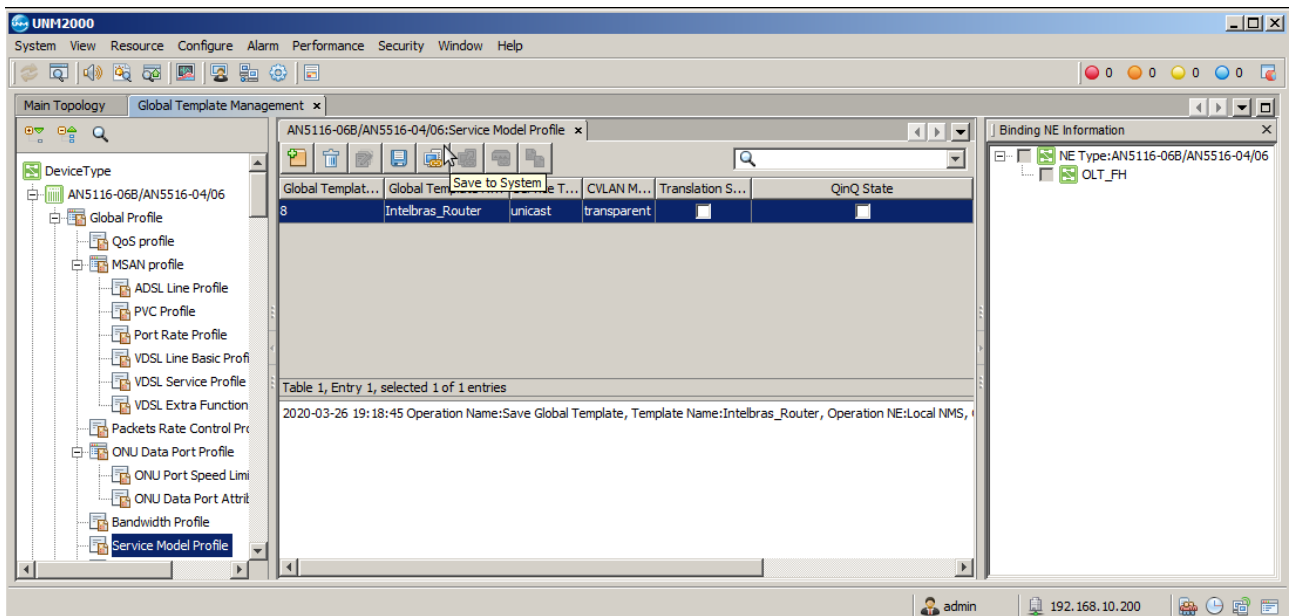 UNM2000
System View Resource Configure Alarm Performance Security Window Help
0 0 0 0
Main Topology Global Template Management
AN5116-06B/AN5516-04/06:Service Model Profile
Binding NE Information
DeviceType
AN5116-06B/AN5516-04/06
Global Profile
QoS profile
MSAN profile
ADSL Line Profile
PVC Profile
Port Rate Profile
VDSL Line Basic Profi
VDSL Service Profile
VDSL Extra Function
Packets Rate Control Pro
ONU Data Port Profile
ONU Port Speed Limi
ONU Data Port Attrib
Bandwidth Profile
Service Model Profile
Save to System
Global Templat... Global Tem CVLAN M... Translation S... QinQ State
8 Intelbras_Router unicast transparent
Table 1, Entry 1, selected 1 of 1 entries
2020-03-26 19:18:45 Operation Name:Save Global Template, Template Name:Intelbras_Router, Operation NE:Local NMS,
NE Type:AN5116-06B/AN5516-04/06
OLT_FH
admin 192.168.10.200